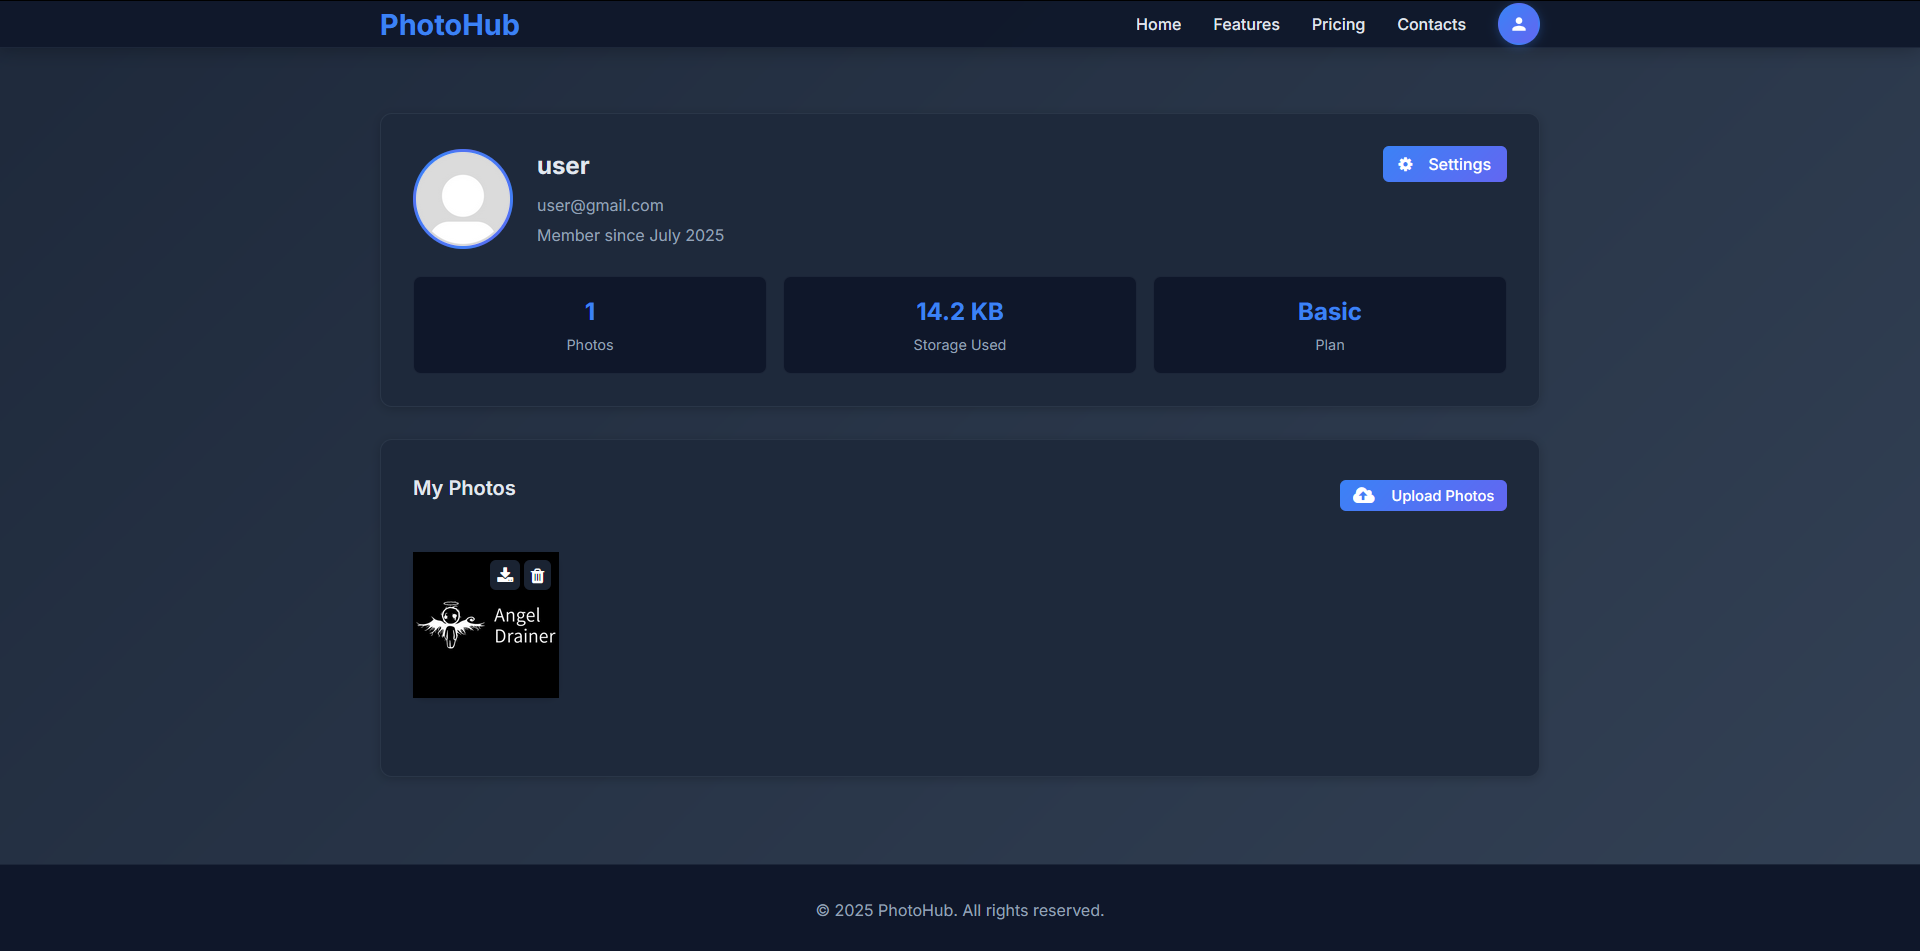 PhotoHub
Home Features Pricing Contacts
user
Settings
user@gmail.com
Member since July 2025
1
Photos
14.2 KB
Storage Used
Basic
Plan
My Photos
Upload Photos
Angel
Drainer
© 2025 PhotoHub. All rights reserved.